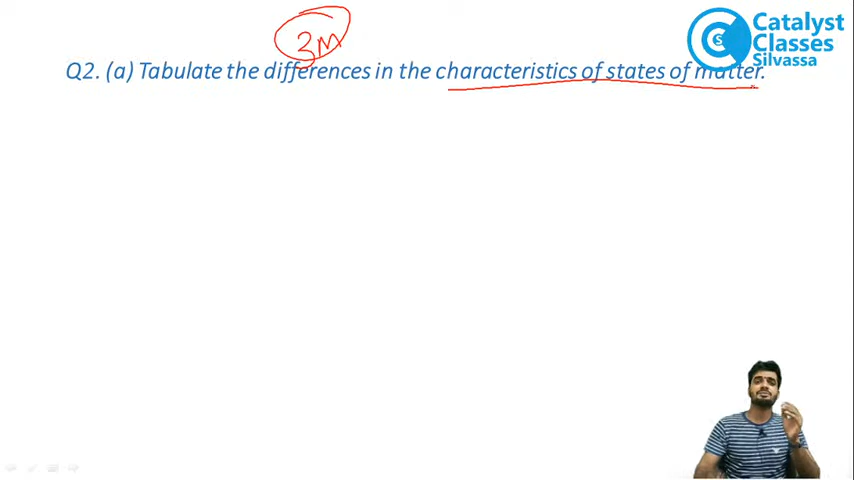 3M
Q2. (a) Tabulate the differences in the characteristics of states of matter.
Catalyst
Classes
Silvassa